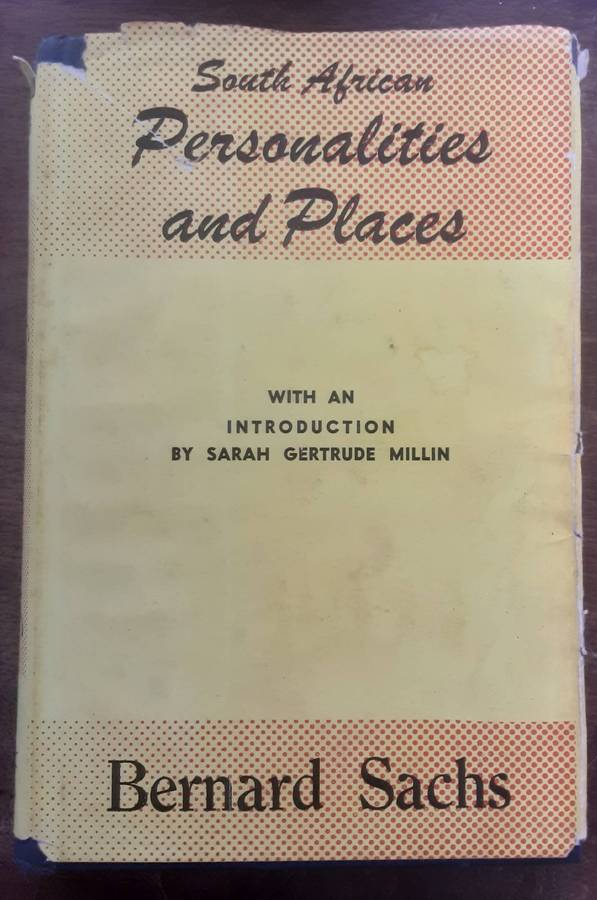 South African
Personalities
and Places
WITH AN
INTRODUCTION
BY SARAH GERTRUDE MILLIN
Bernard Sachs